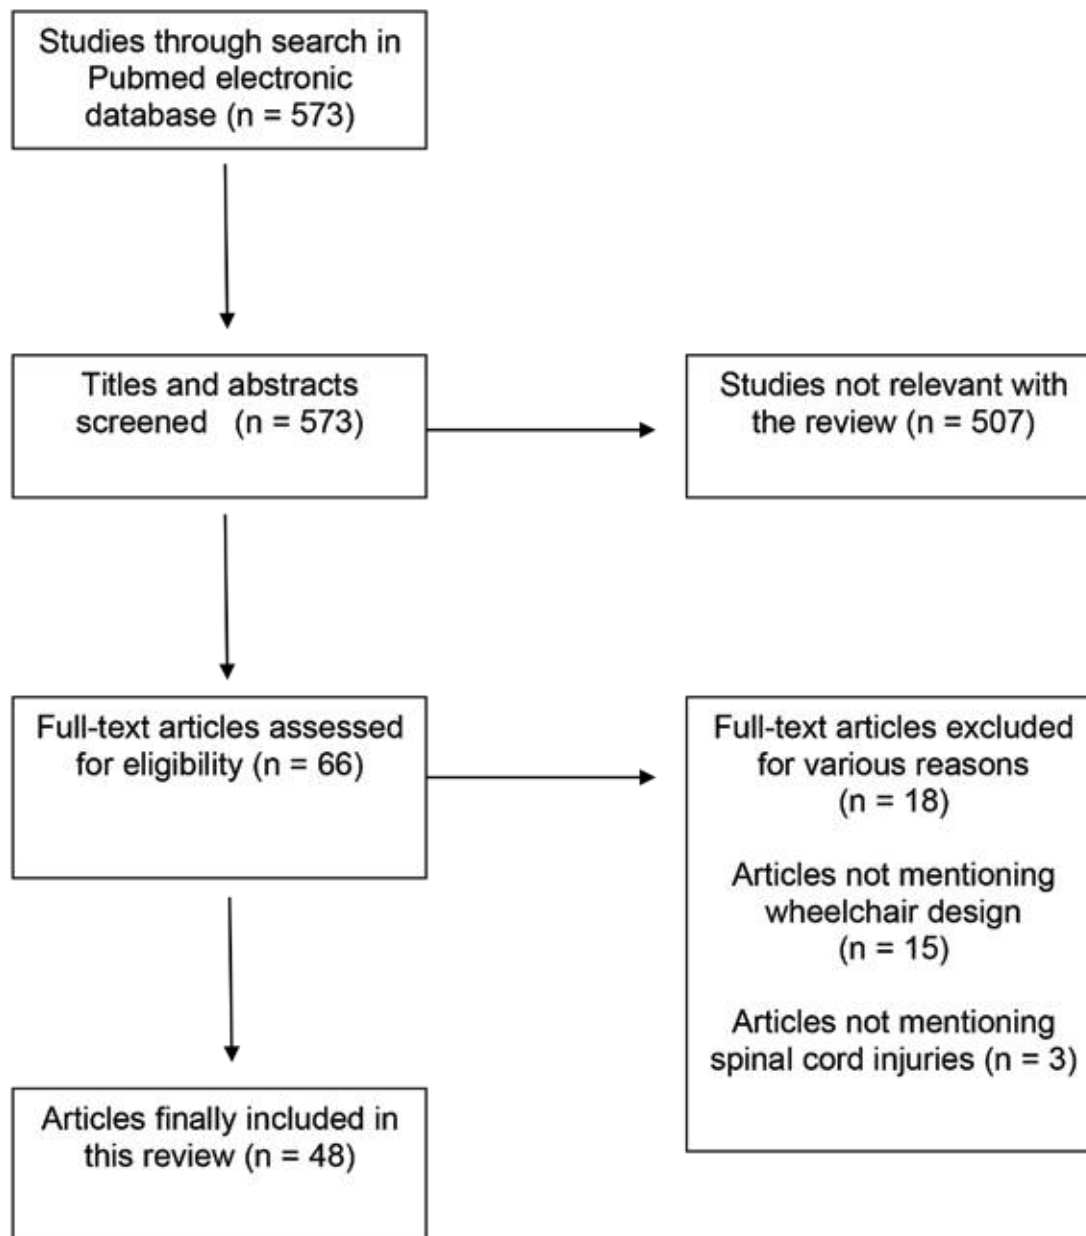 Studies through search in
Pubmed electronic
database (n = 573)
Titles and abstracts
screened (n = 573)
Studies not relevant with
the review (n = 507)
Full-text articles assessed
for eligibility (n = 66)
Full-text articles excluded
for various reasons
(n = 18)
Articles not mentioning
wheelchair design
(n = 15)
Articles not mentioning
spinal cord injuries (n = 3)
Articles finally included in
this review (n = 48)